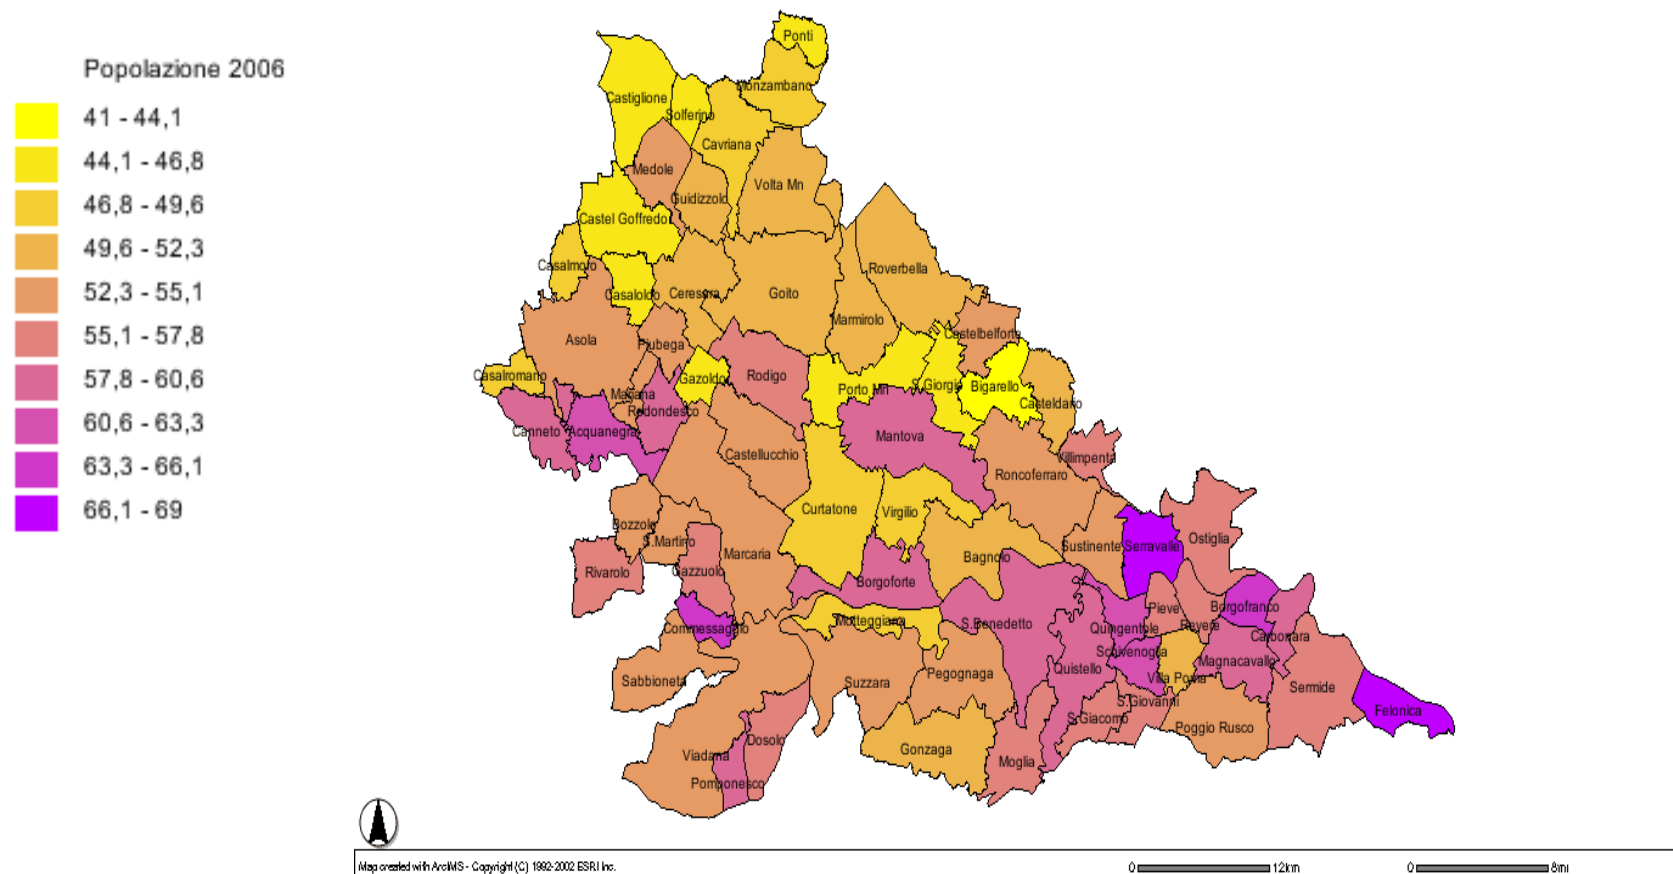 Popolazione 2006
41 - 44,1
44,1 - 46,8
46,8 - 49,6
49,6 - 52,3
52,3 - 55,1
55,1 - 57,8
57,8 - 60,6
60,6 - 63,3
63,3 - 66,1
66,1 - 69
Ponti
Monzambano
Castiglione
Solferino
Cavriana
Medole
Volta Mn
Guidizzolo
Castel Goffredo
Casalmoro
Roverbella
Casaloldo
Ceresara
Goito
Marmirolo
Castelbelforte
Asola
Piubega
Casalromano
Gazoldo
Rodigo
Porto Mn
S.Giorgio
Bigarello
Mariana
Casteldario
Redondesco
Canneto
Acquanegra
Mantova
Castellucchio
Villimpenta
Roncoferraro
Curtatone
Virgilio
Bozzolo
S.Martino
Marcaria
Bagnolo
Sustinente
Serravalle
Ostiglia
Rivarolo
Gazzuolo
Borgoforte
Pieve
Borgofranco
Commessaggio
Motteggiana
S.Benedetto
Quingentole
Revere
Carbonara
Schivenoglia
Magnacavallo
Quistello
Villa Poma
Sabbioneta
Suzzara
Pegognaga
Sermide
S.Giovanni
S.Giacomo
Poggio Rusco
Felonica
Dosolo
Viadana
Gonzaga
Moglia
Pomponesco
Map created with ArcIMS - Copyright (C) 1992-2002 ESRI Inc.
0 12km 0 8mi